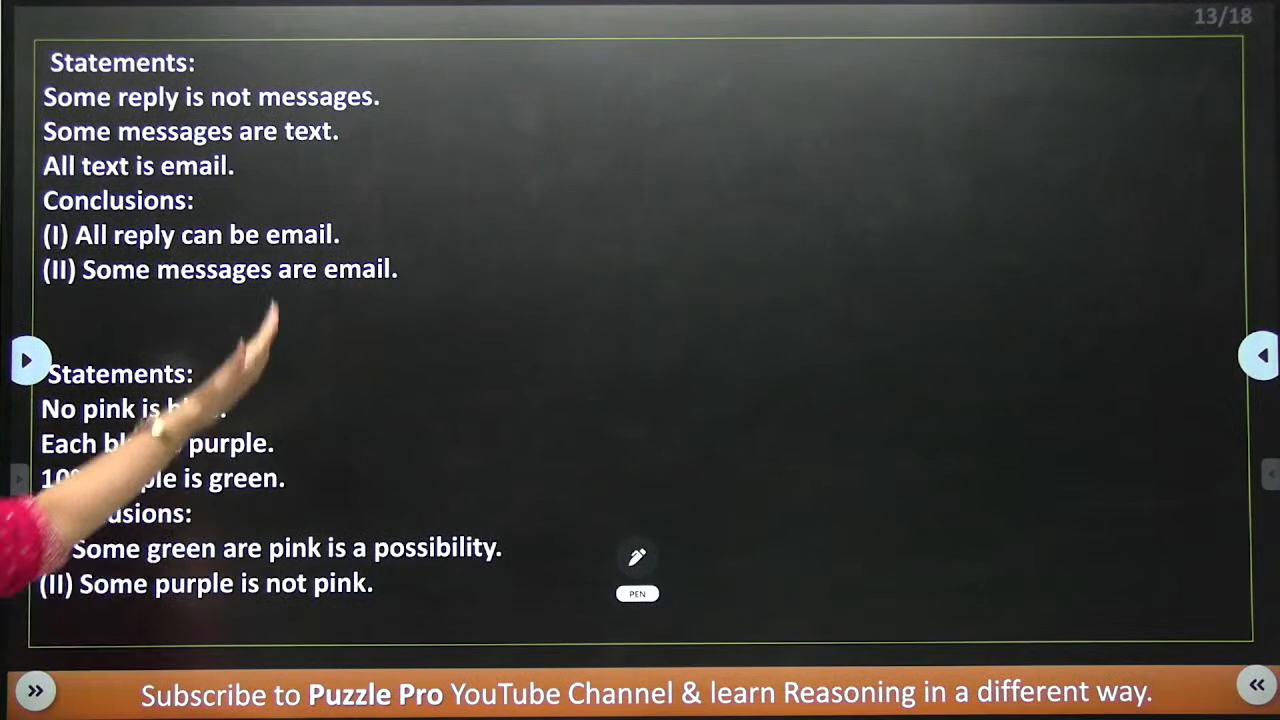 13/18
Statements:
Some reply is not messages.
Some messages are text.
All text is email.
Conclusions:
(I) All reply can be email.
(II) Some messages are email.
Statements:
No pink is
Each purple.
is green.
Some green are pink is a possibility.
(II) Some purple is not pink.
PEN
Subscribe to Puzzle Pro YouTube Channel & learn Reasoning in a different way.